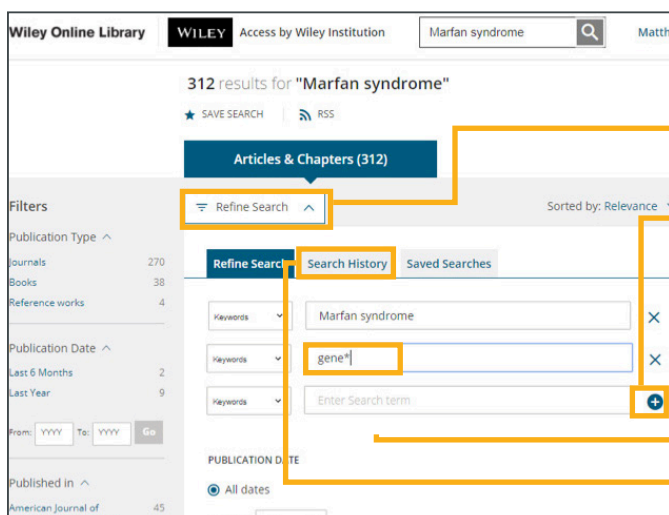 Wiley Online Library WILEY Access by Wiley Institution Marfan syndrome Matth
312 results for "Marfan syndrome"
SAVE SEARCH RSS
Articles & Chapters (312)
Filters
Refine Search
Sorted by: Relevance
Publication Type
Journals 270
Books 38
Reference works 4
Refine Search Search History Saved Searches
Keywords Marfan syndrome
Publication Date
Keywords gene*
Last 6 Months 2
Last Year 9
Keywords Enter Search term
From: YYYY To: YYYY Go
PUBLICATION DATE
Published in
All dates
American Journal of 45